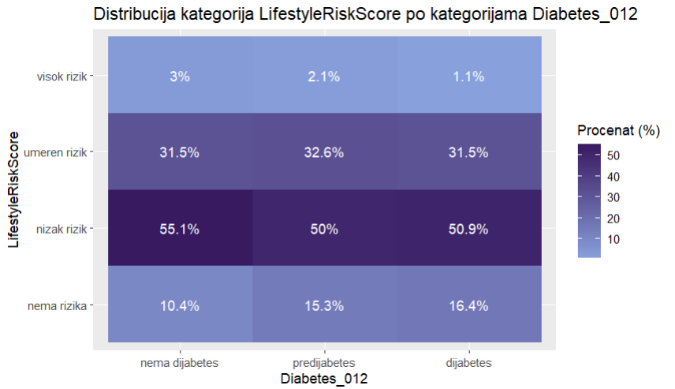 Distribucija kategorija LifestyleRiskScore po kategorijama Diabetes_012
LifestyleRiskScore
visok rizik 3% 2.1% 1.1%
umeren rizik 31.5% 32.6% 31.5%
nizak rizik 55.1% 50% 50.9%
nema rizika 10.4% 15.3% 16.4%
nema dijabetes predijabetes dijabetes
Diabetes_012
Procenat (%)
50
40
30
20
10